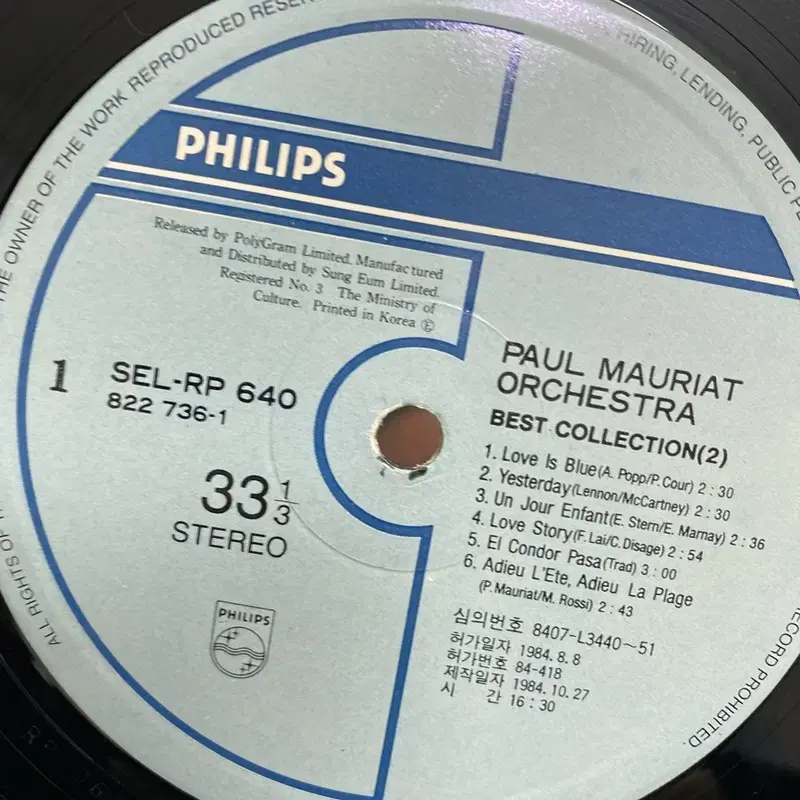 THE OWNER OF THE WORK REPRODUCED
HIRING, LENDING, PUBLIC
PHILIPS
Released by PolyGram Limited. Manufactured
and Distributed by Sung Eum Limited.
Registered No. 3 The Ministry of
Culture. Printed in Korea Ⓔ
1
SEL-RP 640
822 736-1
33 1/3
STEREO
PHILIPS
PAUL MAURIAT
ORCHESTRA
BEST COLLECTION(2)
1. Love Is Blue(A. Popp/P. Cour) 2 : 30
2. Yesterday(Lennon/McCartney) 2 : 30
3. Un Jour Enfant(E. Stern/E. Marnay) 2 : 36
4. Love Story(F. Lai/C. Disage) 2 : 54
5. El Condor Pasa(Trad) 3 : 00
6. Adieu L'Ete, Adieu La Plage
(P. Mauriat/M. Rossi) 2 : 43
심의번호 8407-L3440~51
허가일자 1984. 8. 8
허가번호 84-418
제작일자 1984. 10. 27
시 간 16 : 30
ALL RIGHTS OF
RECORD PROHIBITED.